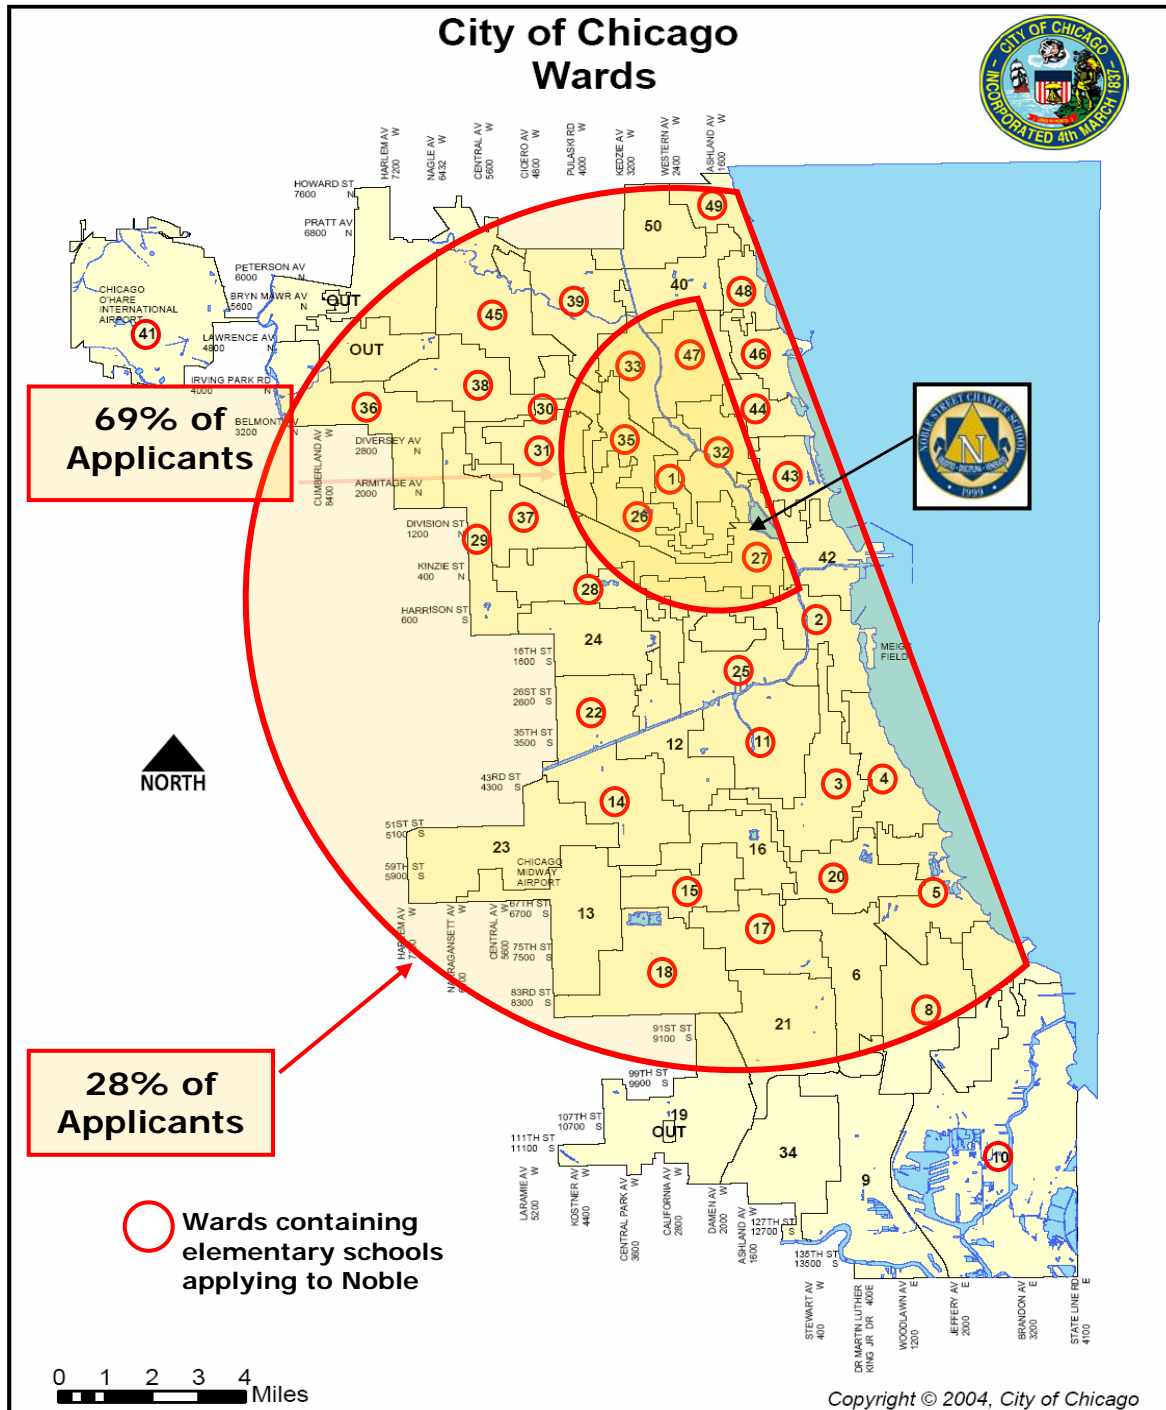 City of Chicago
Wards
CITY OF CHICAGO
INCORPORATED 4th MARCH 1837
HARLEM AV
7200 W
NAGLE AV
6432 W
CENTRAL AV
5600 W
CICERO AV
4800 W
PULASKI RD
4000 W
KEDZIE AV
3200 W
WESTERN AV
2400 W
ASHLAND AV
1600 W
HOWARD ST
7600 N
PRATT AV
6800 N
PETERSON AV
6000 N
BRYN MAWR AV
5600 N
CHICAGO
O'HARE
INTERNATIONAL
AIRPORT
41
LAWRENCE AV
4800 N
IRVING PARK RD
4000 N
BELMONT AV
3200 N
DIVERSEY AV
2800 N
ARMITAGE AV
2000 N
CUMBERLAND AV
8400 W
DIVISION ST
1200 N
KINZIE ST
400 N
HARRISON ST
600 S
16TH ST
1600 S
26ST ST
2600 S
35TH ST
3500 S
43RD ST
4300 S
51ST ST
5100 S
59TH ST
5900 S
67TH ST
6700 S
75TH ST
7500 S
83RD ST
8300 S
91ST ST
9100 S
99TH ST
9900 S
107TH ST
10700 S
111TH ST
11100 S
127TH ST
12700 S
135TH ST
13500 S
49
50
40
48
39
45
OUT
OUT
47
46
33
38
36
30
44
35
31
32
43
1
37
26
29
27
42
28
2
24
MEIGS
FIELD
25
22
12
11
4
3
14
23
16
CHICAGO
MIDWAY
AIRPORT
20
15
5
13
17
18
6
8
7
21
19
OUT
34
10
9
69% of
Applicants
NOBLE STREET CHARTER SCHOOL
N
1999
NORTH
HARLEM AV
NARRAGANSETT AV
CENTRAL AV
5600 W
28% of
Applicants
LARAMIE AV
5200 W
KOSTNER AV
4400 W
CENTRAL PARK AV
3600 W
CALIFORNIA AV
2800 W
DAMEN AV
2000 W
ASHLAND AV
1600 W
STEWART AV
400 W
DR MARTIN LUTHER
KING JR DR 400E
WOODLAWN AV
1200 E
JEFFERY AV
2000 E
BRANDON AV
3200 E
STATE LINE RD
4100 E
Wards containing
elementary schools
applying to Noble
0 1 2 3 4
Miles
Copyright © 2004, City of Chicago